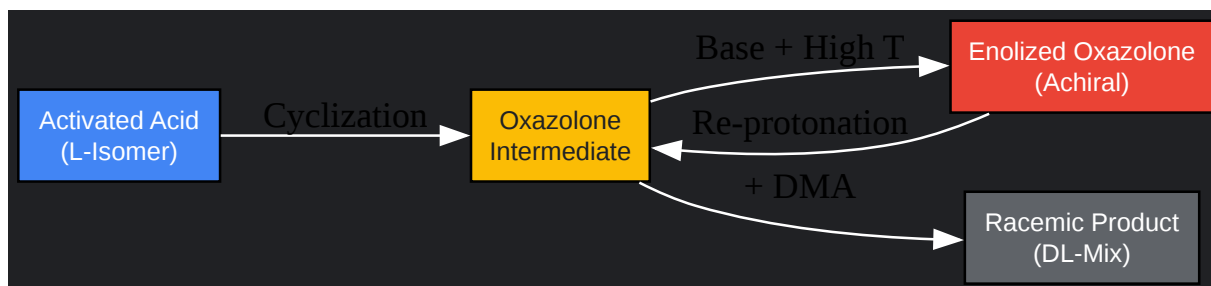 Activated Acid
(L-Isomer)
Cyclization
Oxazolone
Intermediate
Base + High T
Re-protonation
+ DMA
Enolized Oxazolone
(Achiral)
Racemic Product
(DL-Mix)